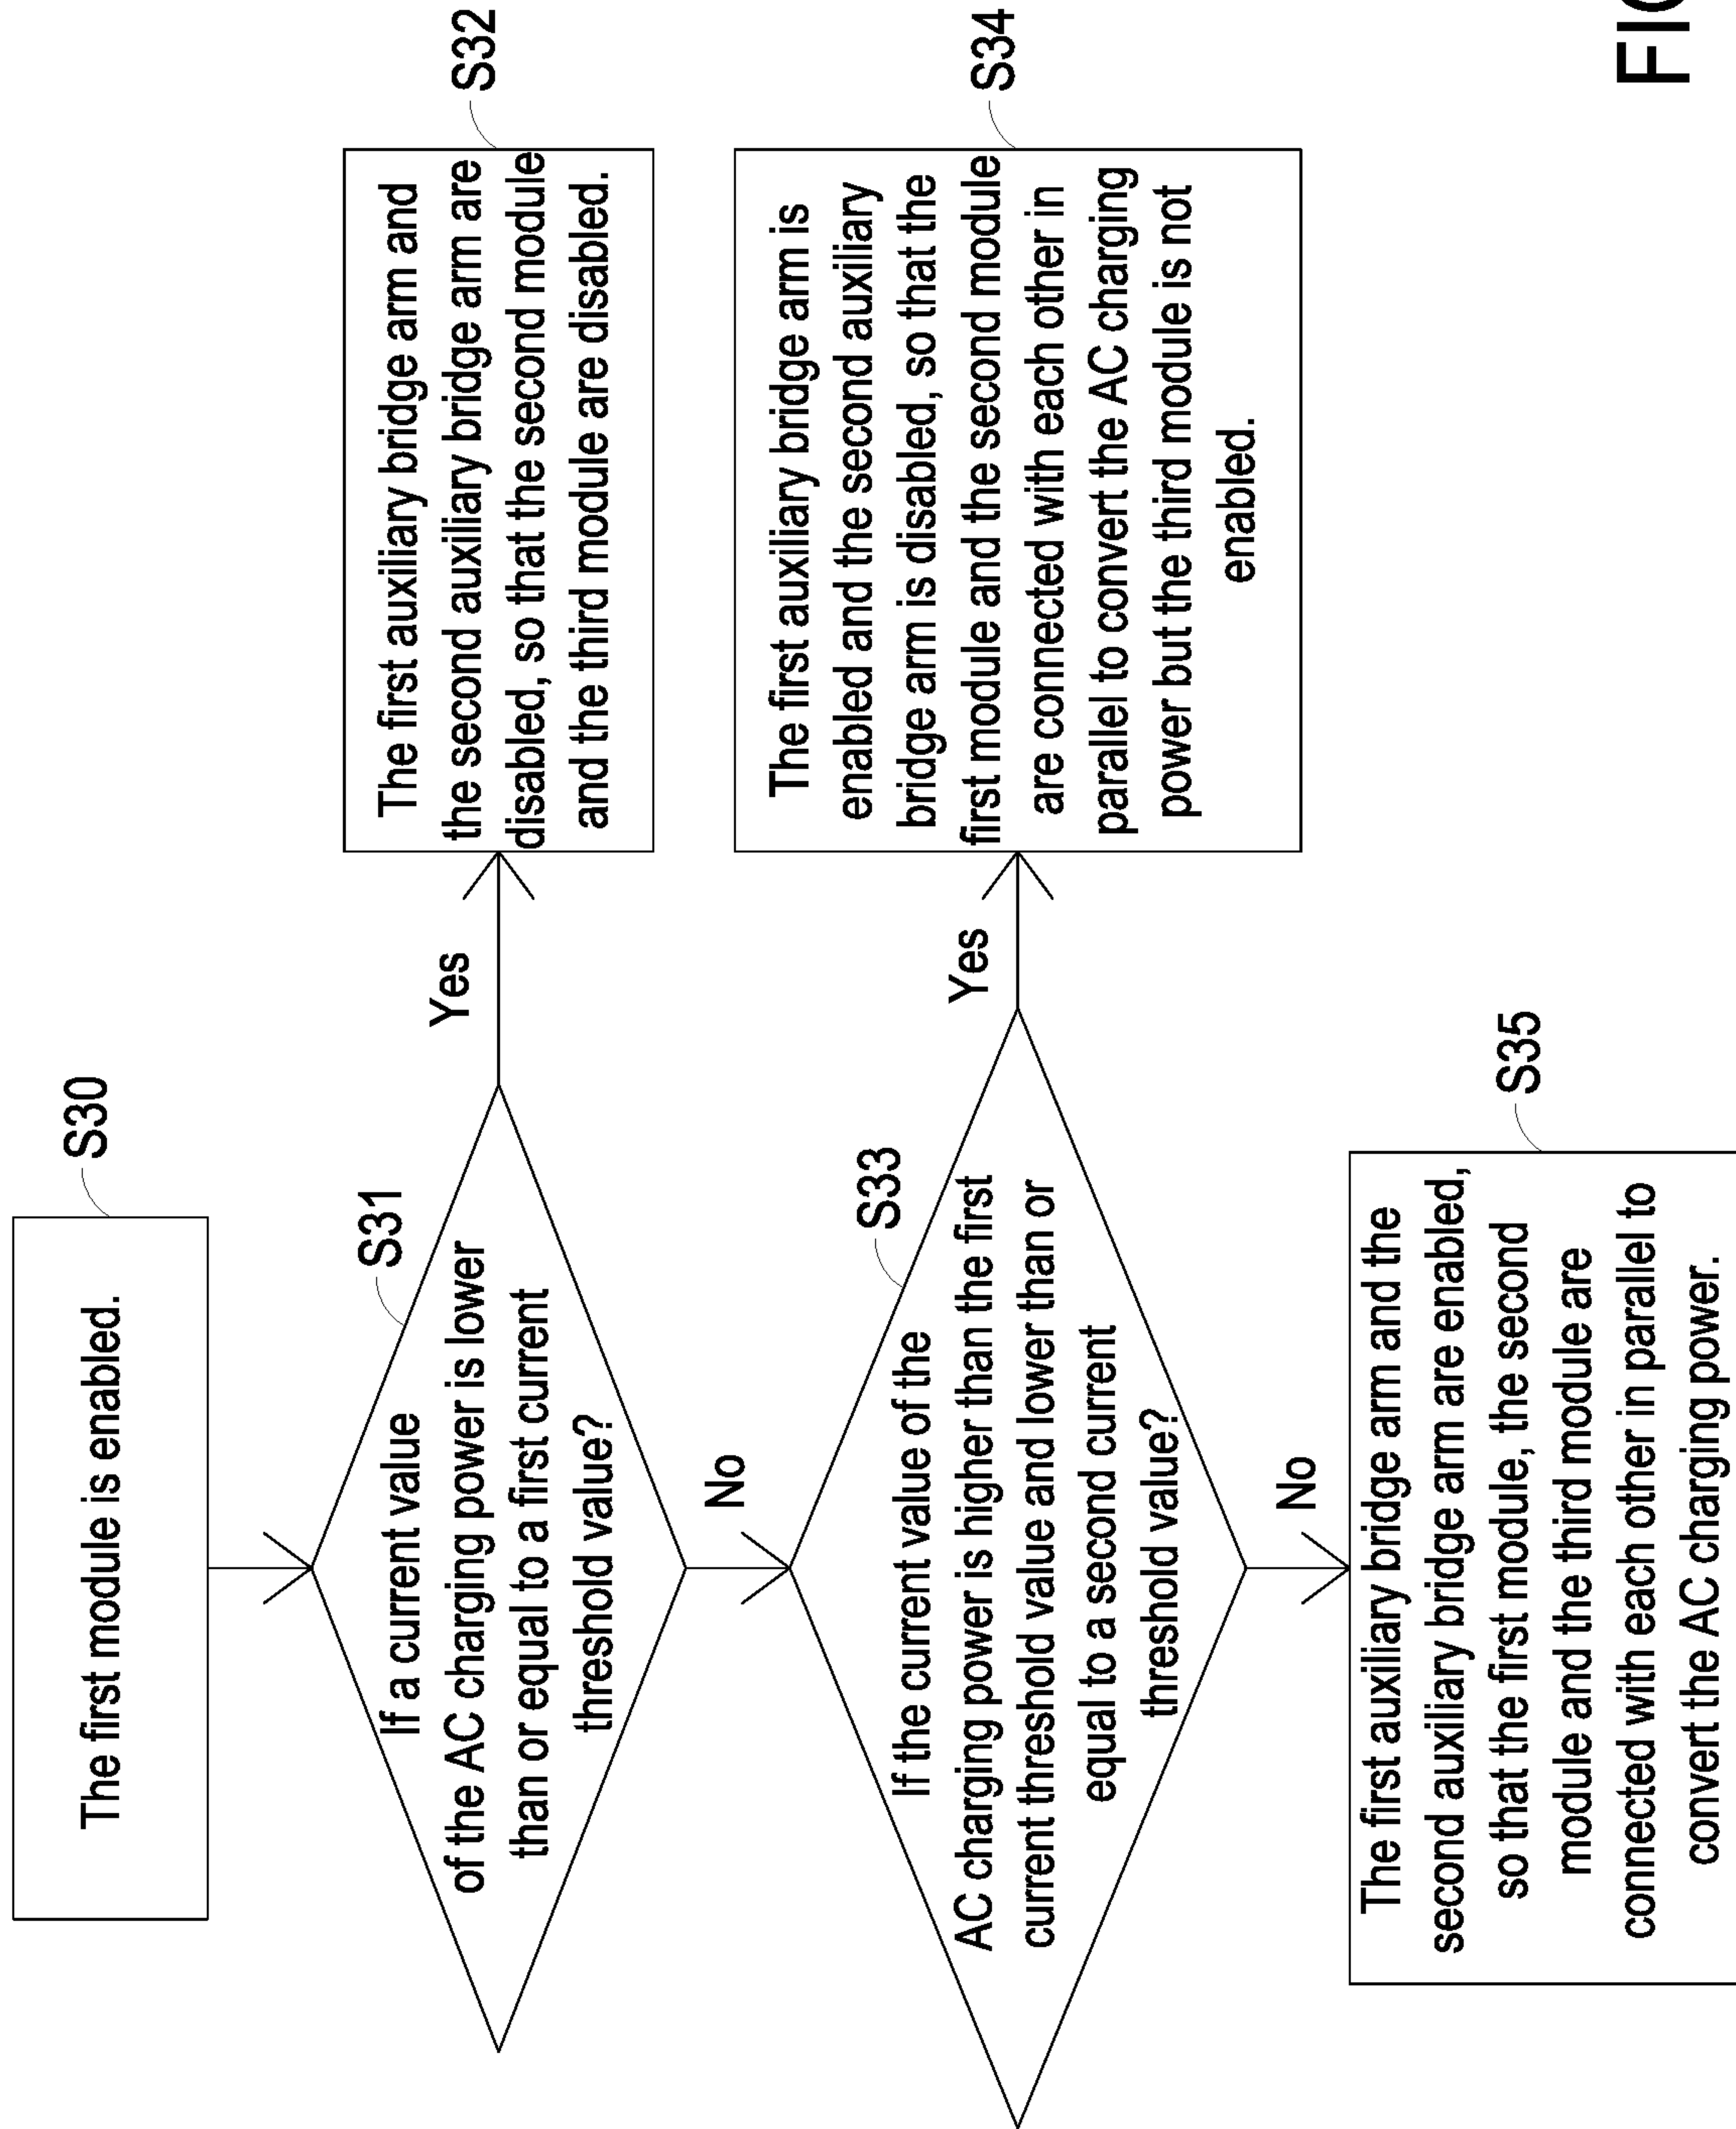 S30
The first module is enabled.
S31
If a current value
of the AC charging power is lower
than or equal to a first current
threshold value?
Yes
S32
The first auxiliary bridge arm and
the second auxiliary bridge arm are
disabled, so that the second module
and the third module are disabled.
No
S33
If the current value of the
AC charging power is higher than the first
current threshold value and lower than or
equal to a second current
threshold value?
Yes
S34
The first auxiliary bridge arm is
enabled and the second auxiliary
bridge arm is disabled, so that the
first module and the second module
are connected with each other in
parallel to convert the AC charging
power but the third module is not
enabled.
No
S35
The first auxiliary bridge arm and the
second auxiliary bridge arm are enabled,
so that the first module, the second
module and the third module are
connected with each other in parallel to
convert the AC charging power.